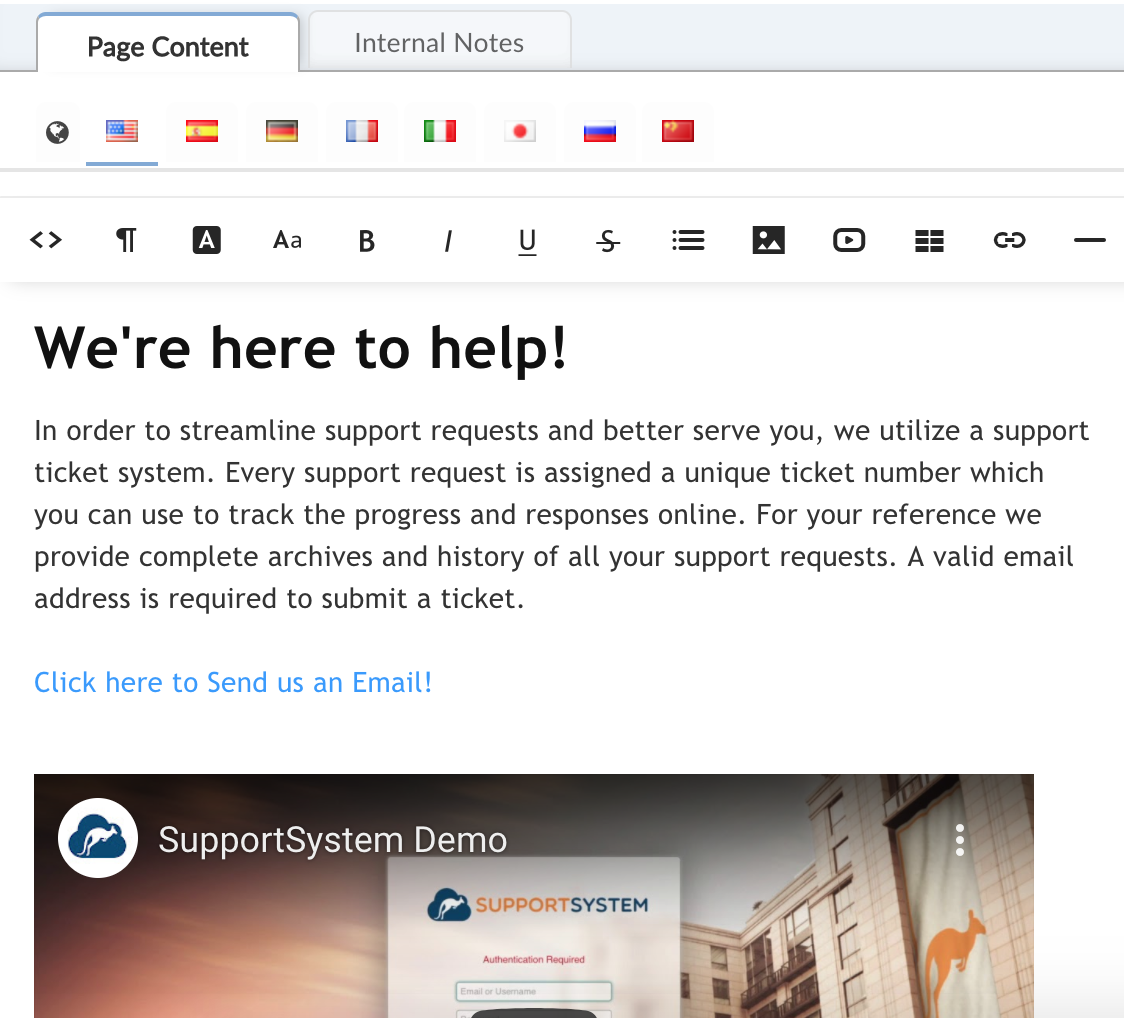 Page Content
Internal Notes
A Aa B I U S
We're here to help!
In order to streamline support requests and better serve you, we utilize a support
ticket system. Every support request is assigned a unique ticket number which
you can use to track the progress and responses online. For your reference we
provide complete archives and history of all your support requests. A valid email
address is required to submit a ticket.
Click here to Send us an Email!
SupportSystem Demo
SUPPORTSYSTEM
Authentication Required
Email or Username